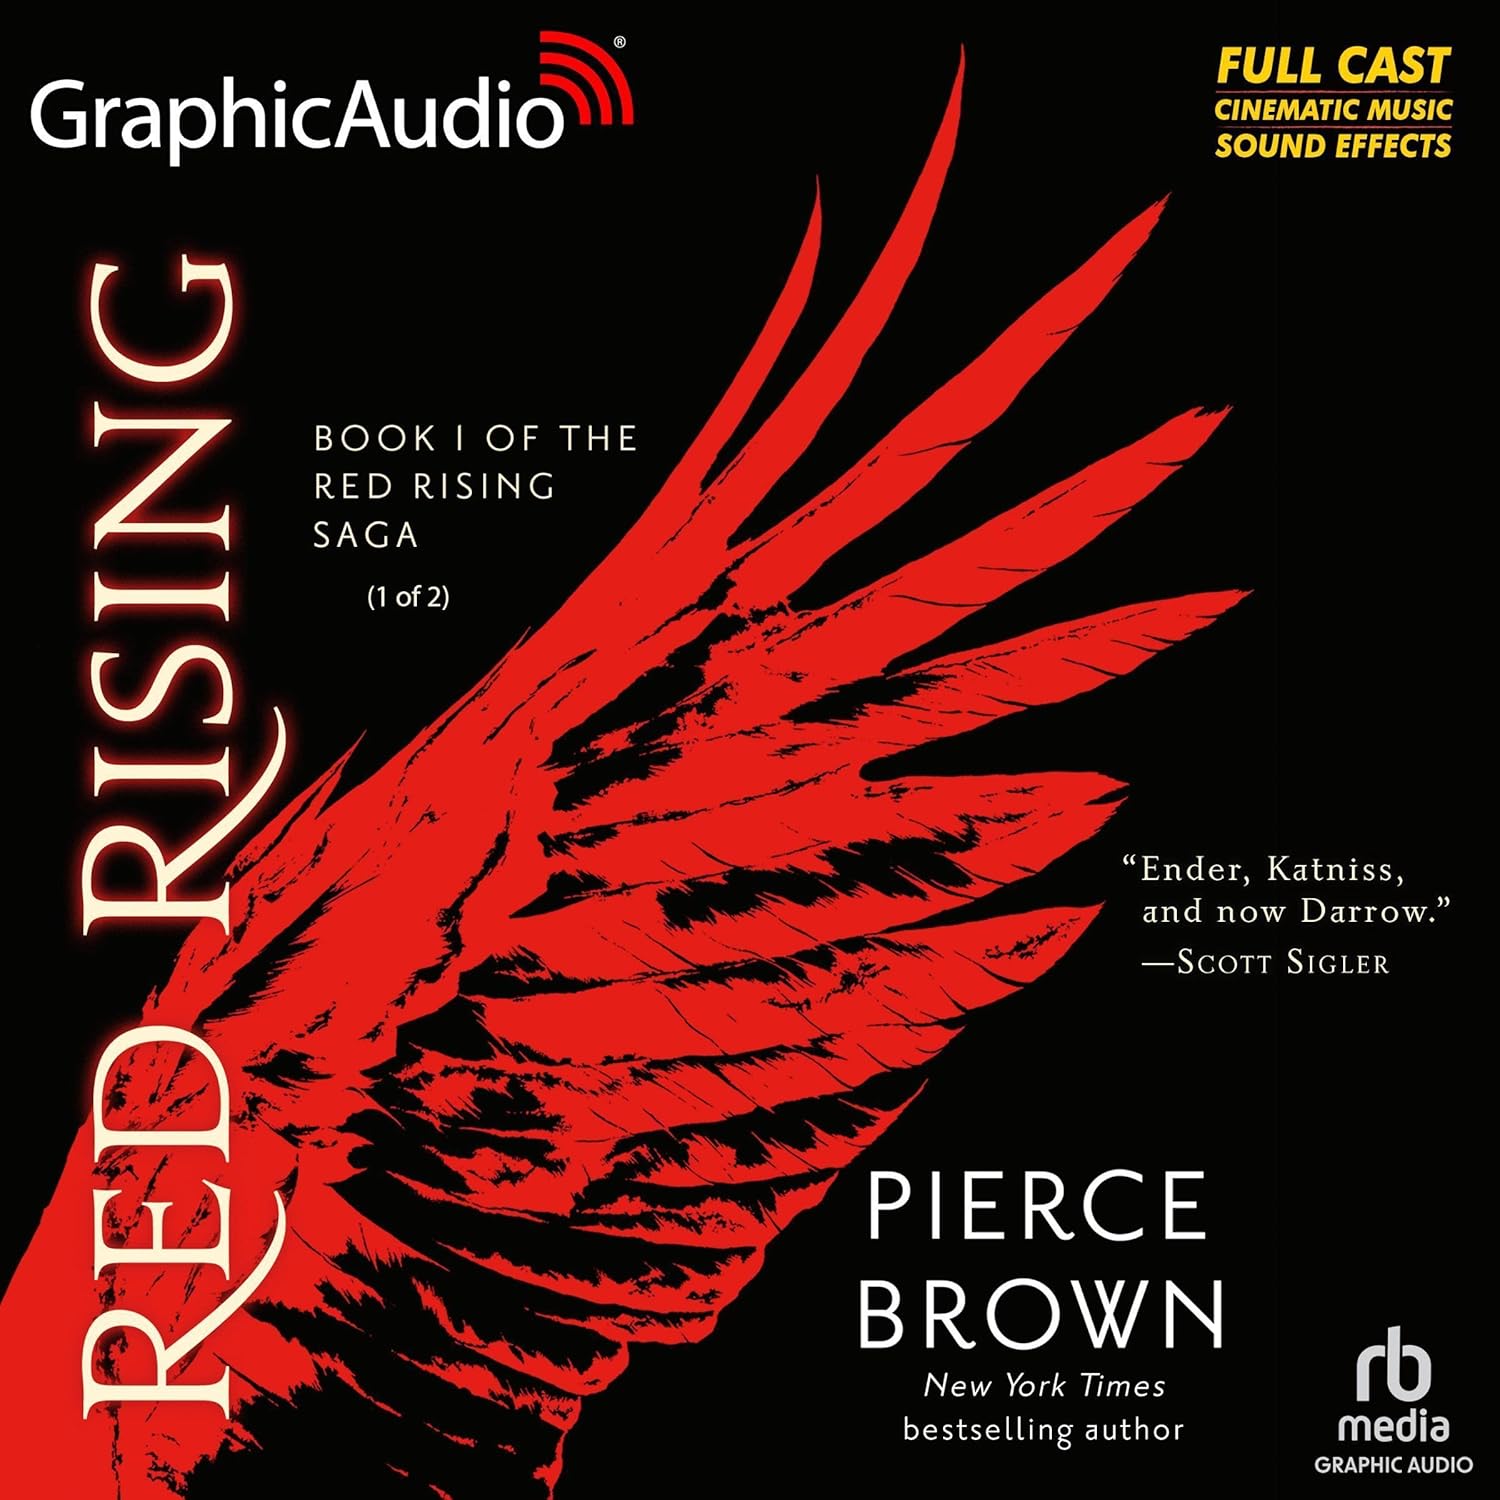 GraphicAudio®
FULL CAST
CINEMATIC MUSIC
SOUND EFFECTS
RED RISING
BOOK I OF THE
RED RISING
SAGA
(1 of 2)
“Ender, Katniss,
and now Darrow.”
—SCOTT SIGLER
PIERCE
BROWN
New York Times
bestselling author
rb
media
GRAPHIC AUDIO